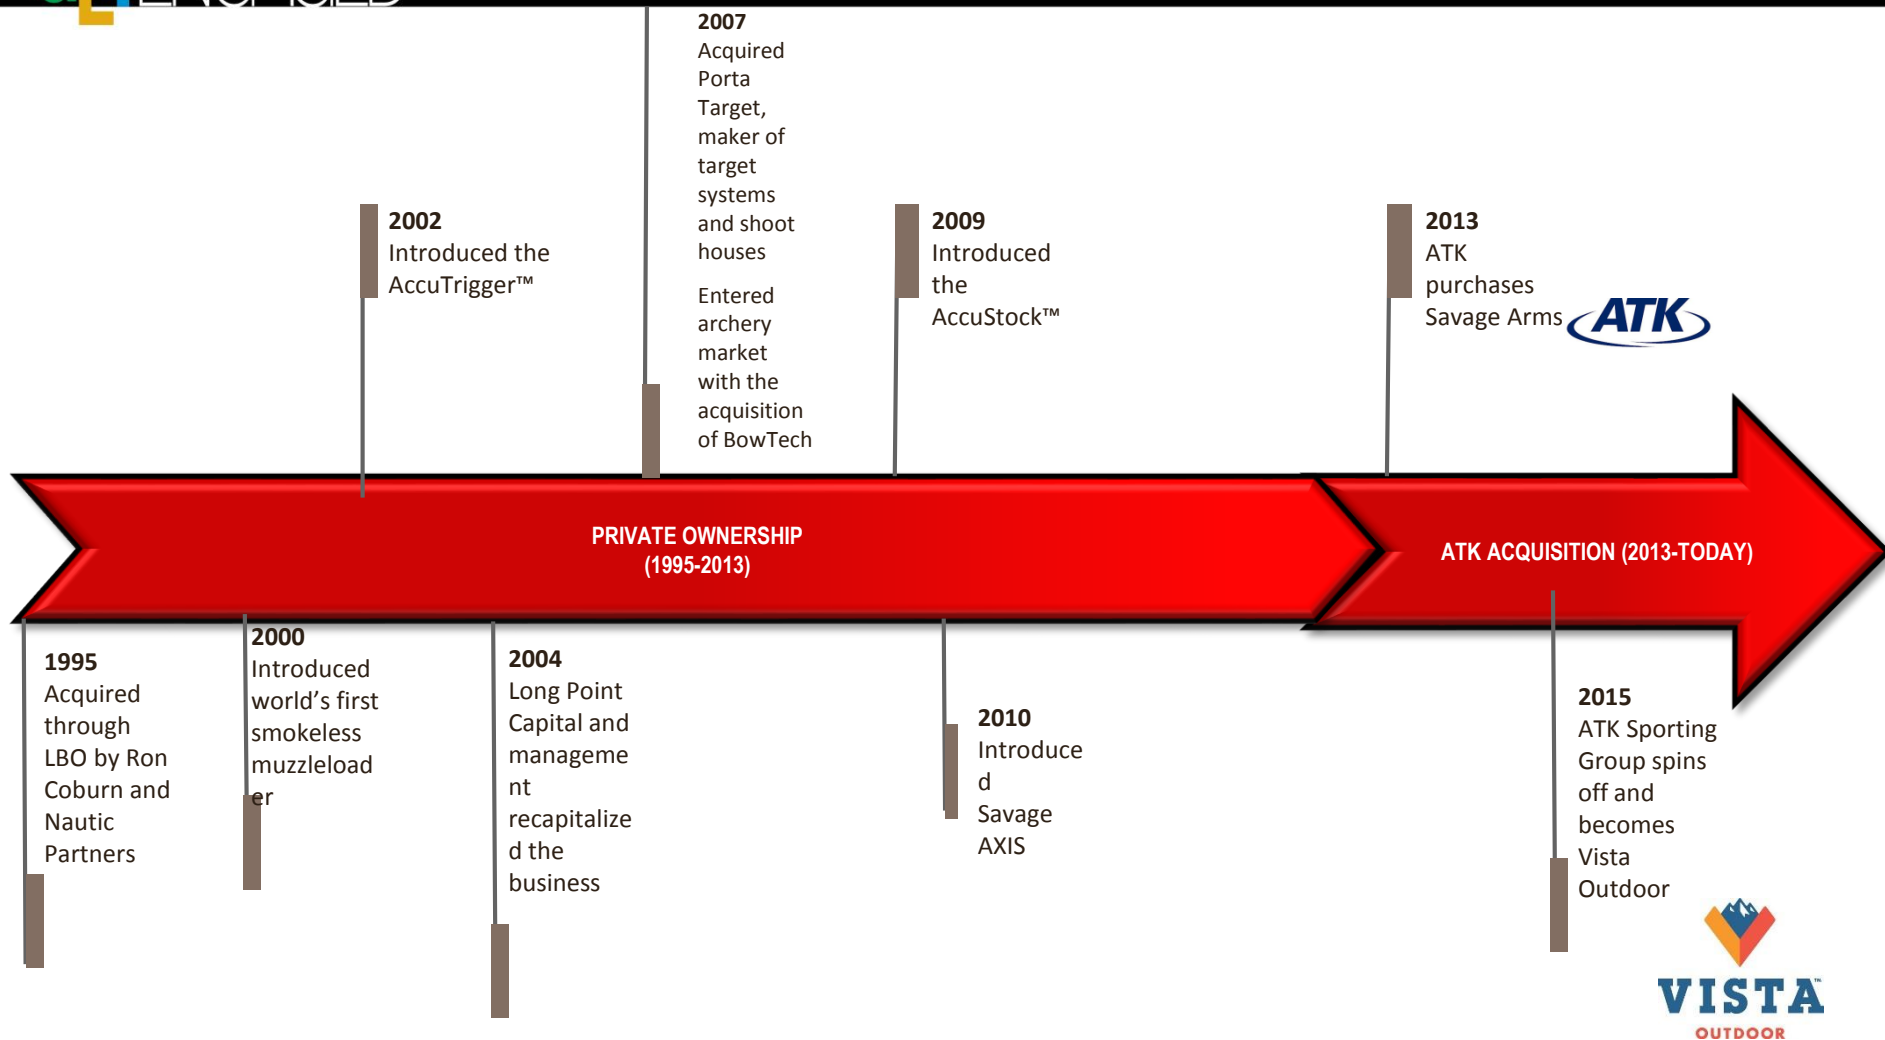 2007
Acquired
Porta
Target,
maker of
target
systems
and shoot
houses
Entered
archery
market
with the
acquisition
of BowTech
2002
Introduced the
AccuTrigger™
2009
Introduced
the
AccuStock™
2013
ATK
purchases
Savage Arms
ATK
PRIVATE OWNERSHIP
(1995-2013)
ATK ACQUISITION (2013-TODAY)
1995
Acquired
through
LBO by Ron
Coburn and
Nautic
Partners
2000
Introduced
world's first
smokeless
muzzleload
er
2004
Long Point
Capital and
manageme
nt
recapitalize
d the
business
2010
Introduce
d
Savage
AXIS
2015
ATK Sporting
Group spins
off and
becomes
Vista
Outdoor
VISTA™
OUTDOOR